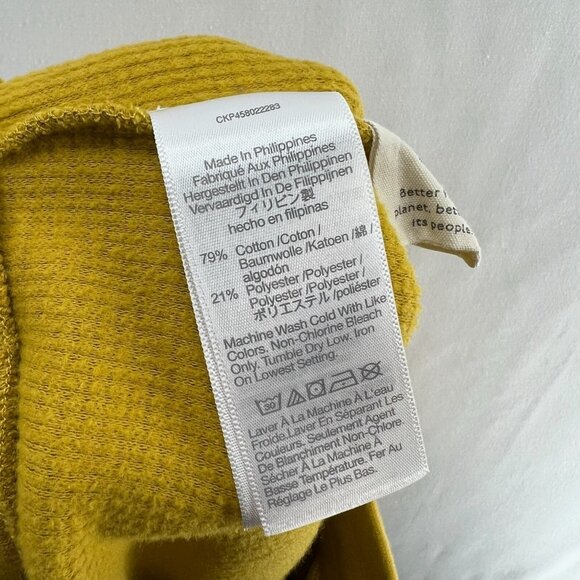 CKP458022283
Made In Philippines
Fabriqué Aux Philippines
Hergestellt In Den Philippinen
Vervaardigd In De Filippijnen
フィリピン製
hecho en filipinas
79% Cotton /Coton /
Baumwolle /Katoen /綿 /
algodón
21% Polyester /Polyester /
Polyester /Polyester /
ポリエステル /poliéster
Machine Wash Cold With Like
Colors. Non-Chlorine Bleach
Only. Tumble Dry Low. Iron
On Lowest Setting.
30
Laver À La Machine À L'eau
Froide.Laver En Séparant Les
Couleurs. Seulement Agent
De Blanchiment Non-Chlore.
Sécher À La Machine À
Basse Température. Fer Au
Réglage Le Plus Bas.
Better
planet, bet
its people